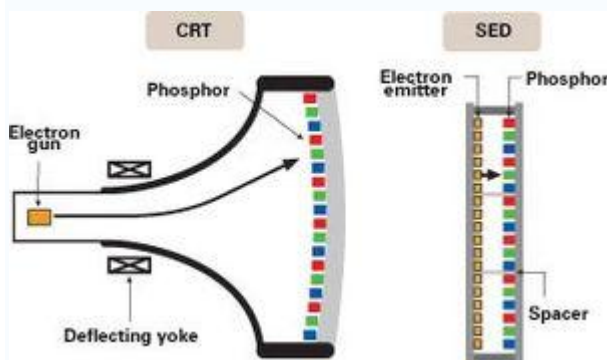 CRT
SED
Phosphor
Electron
gun
Deflecting yoke
Electron
emitter
Phosphor
Spacer